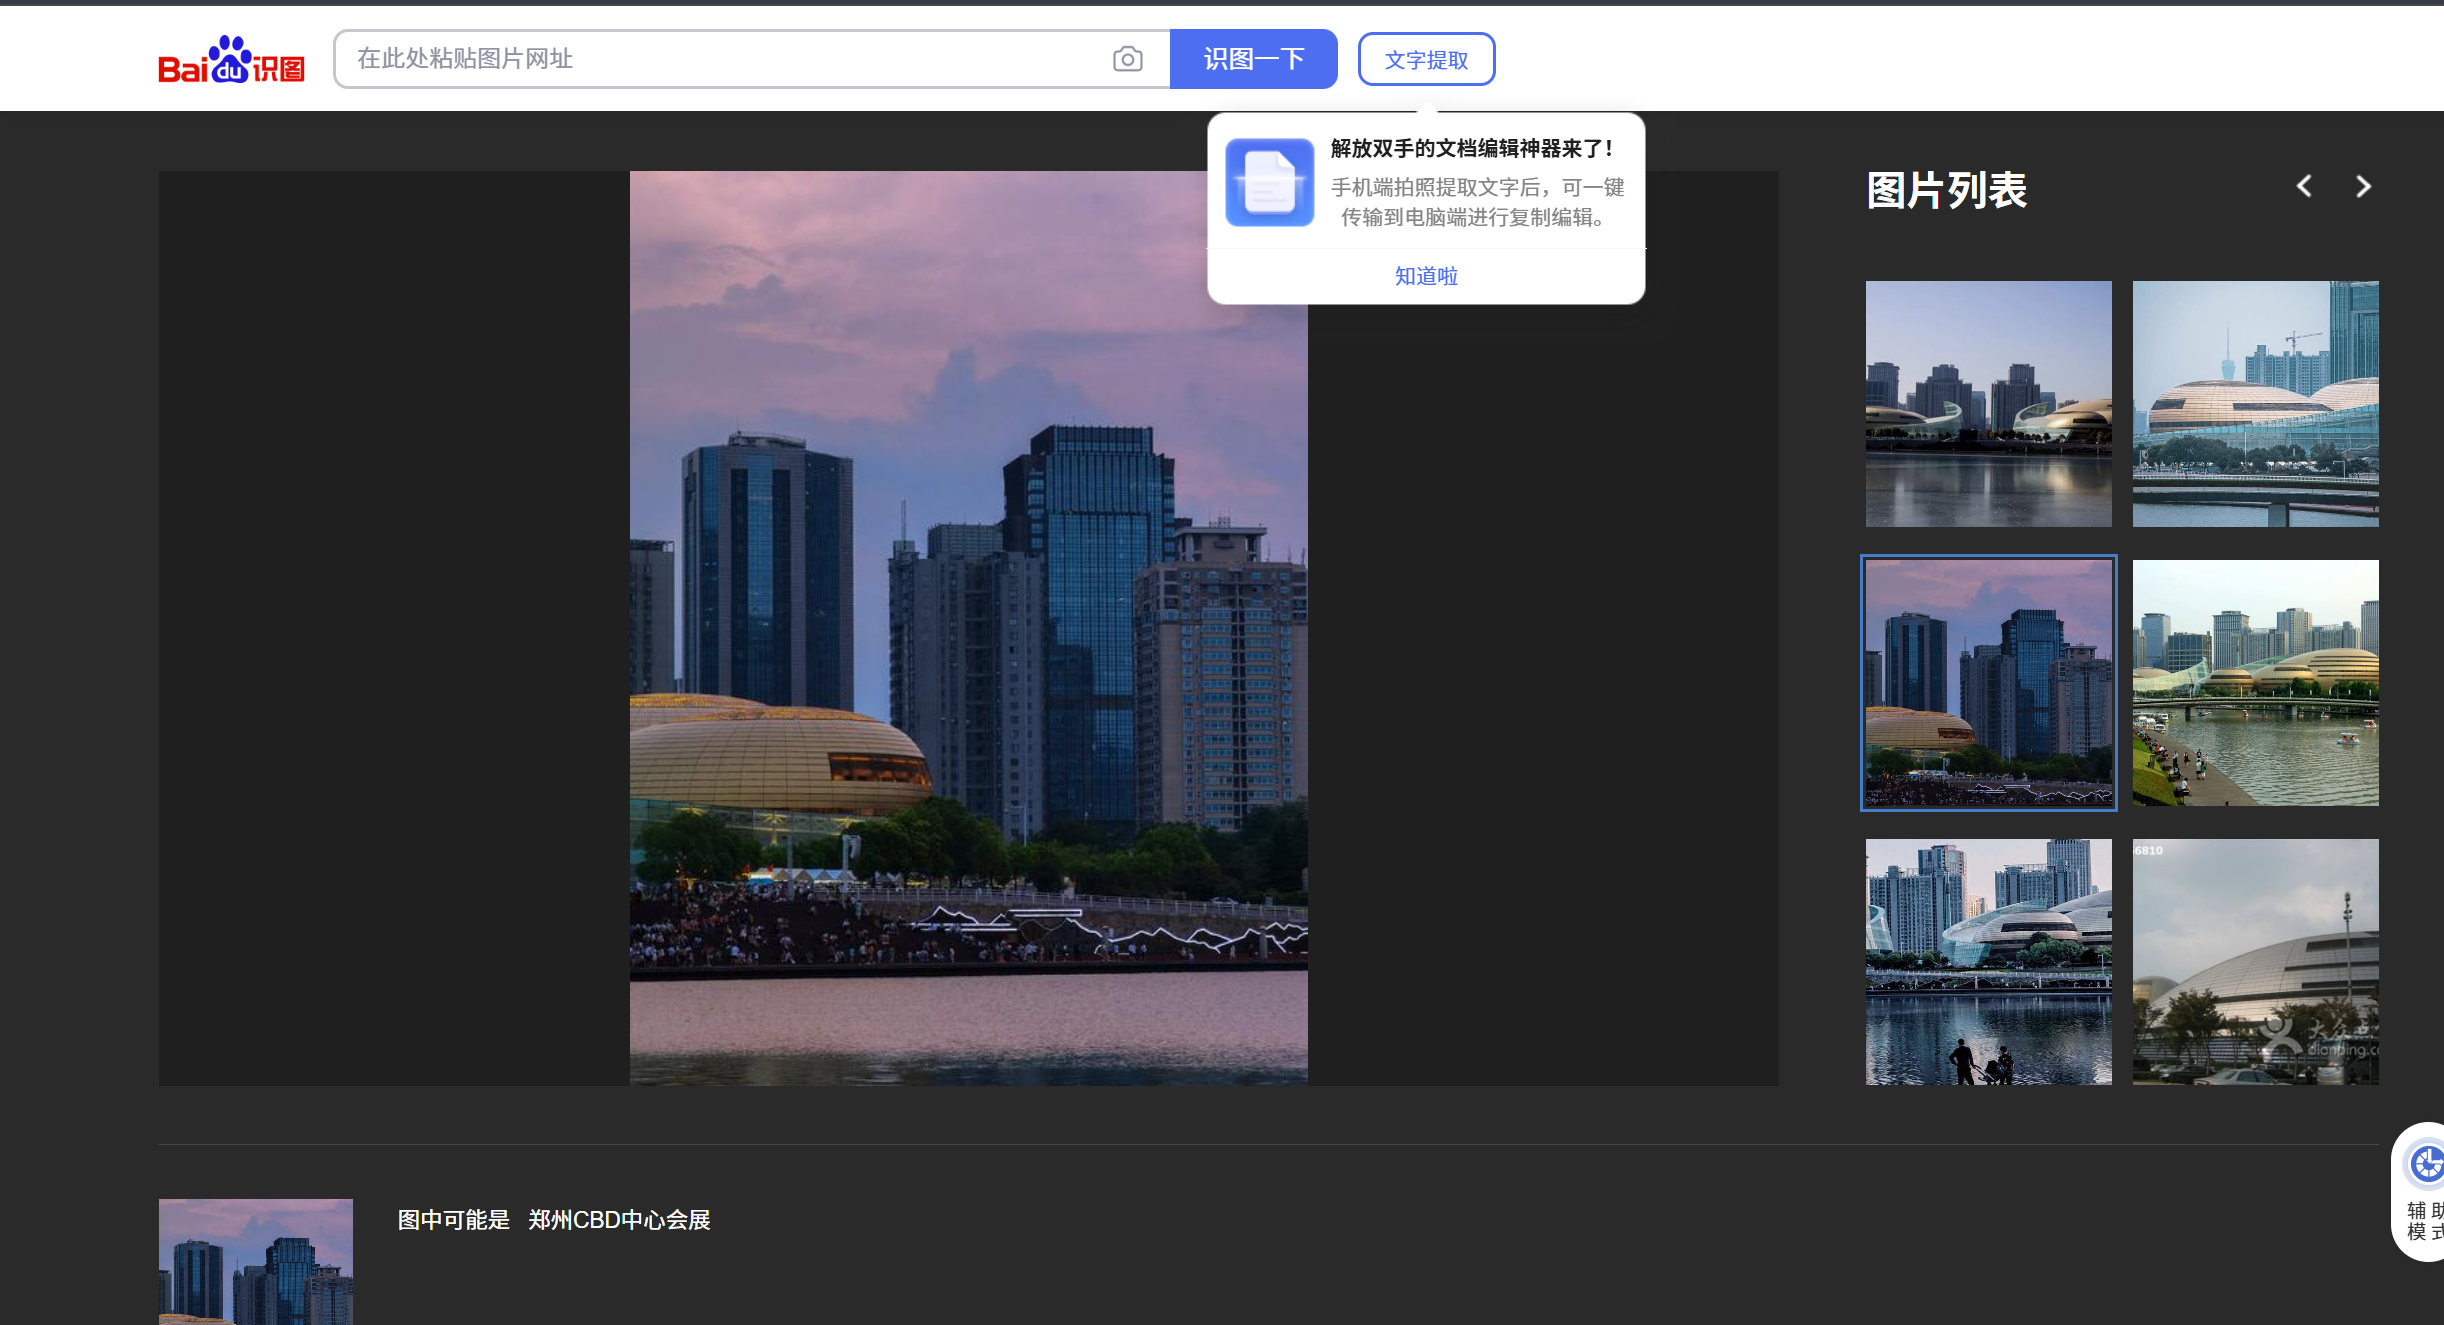 Bai du 识图
在此处粘贴图片网址
识图一下
文字提取
解放双手的文档编辑神器来了！
手机端拍照提取文字后，可一键
传输到电脑端进行复制编辑。
知道啦
图片列表
56810
大众点
dianping.c
图中可能是 郑州CBD中心会展
辅助
模式